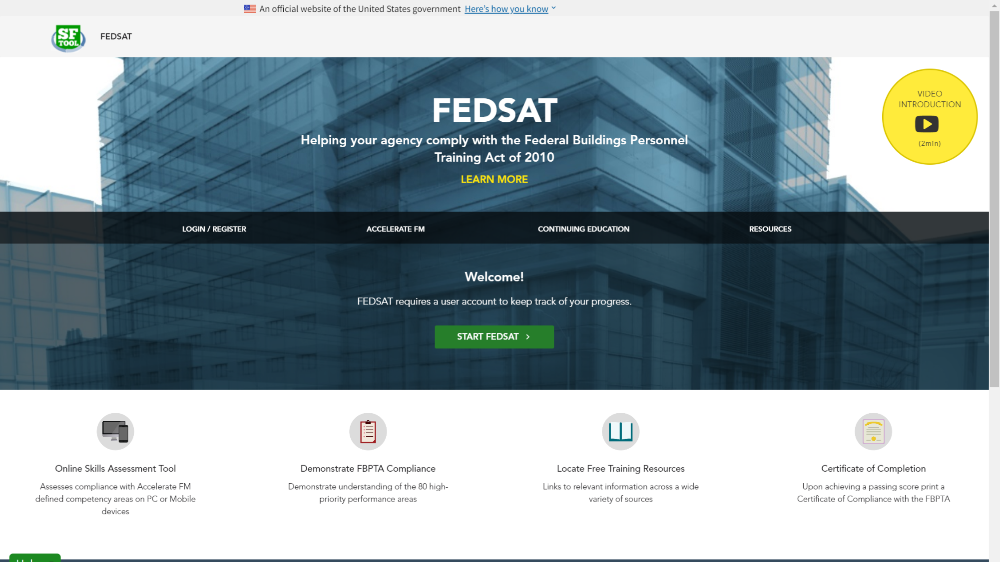 An official website of the United States government Here's how you know
SF
TOOL
FEDSAT
VIDEO
INTRODUCTION
(2min)
FEDSAT
Helping your agency comply with the Federal Buildings Personnel
Training Act of 2010
LEARN MORE
LOGIN / REGISTER
ACCELERATE FM
CONTINUING EDUCATION
RESOURCES
Welcome!
FEDSAT requires a user account to keep track of your progress.
START FEDSAT
Online Skills Assessment Tool
Assesses compliance with Accelerate FM
defined competency areas on PC or Mobile
devices
Demonstrate FBPTA Compliance
Demonstrate understanding of the 80 high-
priority performance areas
Locate Free Training Resources
Links to relevant information across a wide
variety of sources
Certificate of Completion
Upon achieving a passing score print a
Certificate of Compliance with the FBPTA